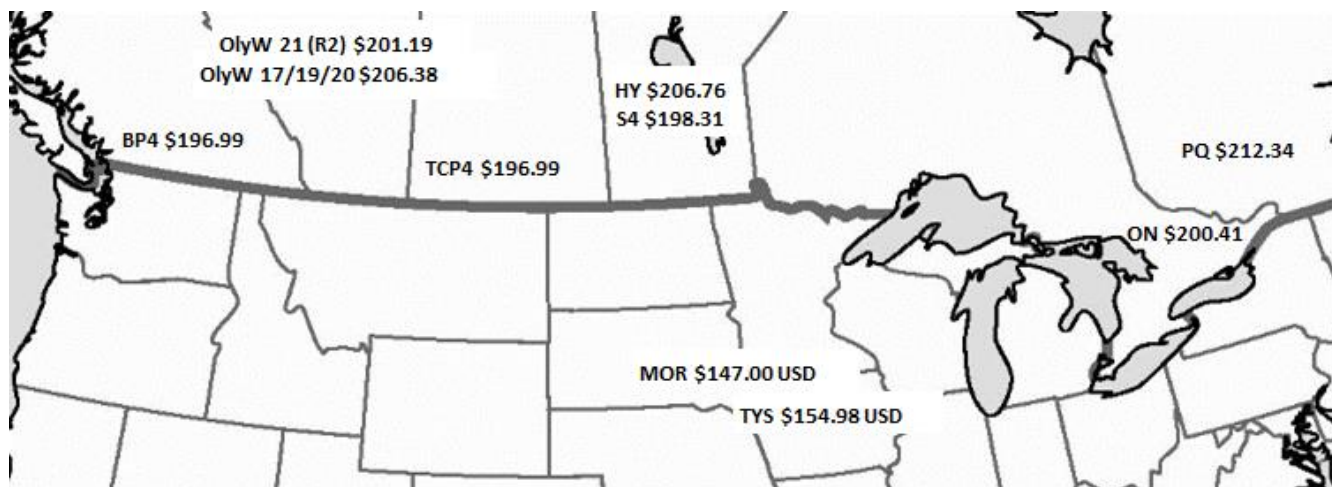 OlyW 21 (R2) $201.19
OlyW 17/19/20 $206.38
HY $206.76
S4 $198.31
BP4 $196.99
TCP4 $196.99
PQ $212.34
ON $200.41
MOR $147.00 USD
TYS $154.98 USD